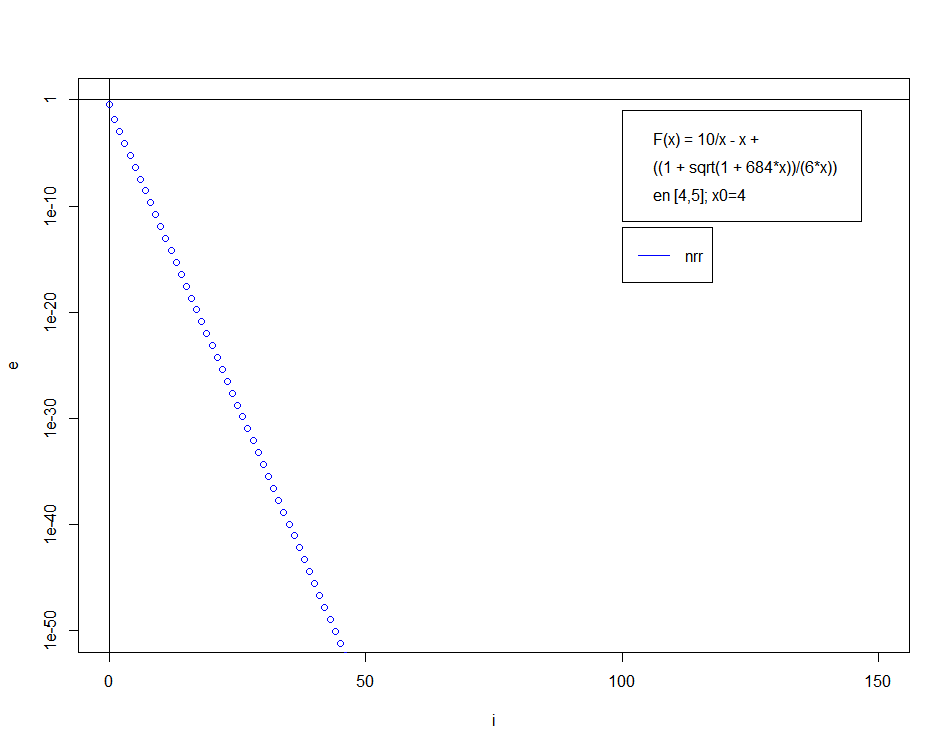 F(x) = 10/x - x +
((1 + sqrt(1 + 684*x))/(6*x))
en [4,5]; x0=4
nrr
1
1e-10
1e-20
1e-30
1e-40
1e-50
e
0
50
100
150
i